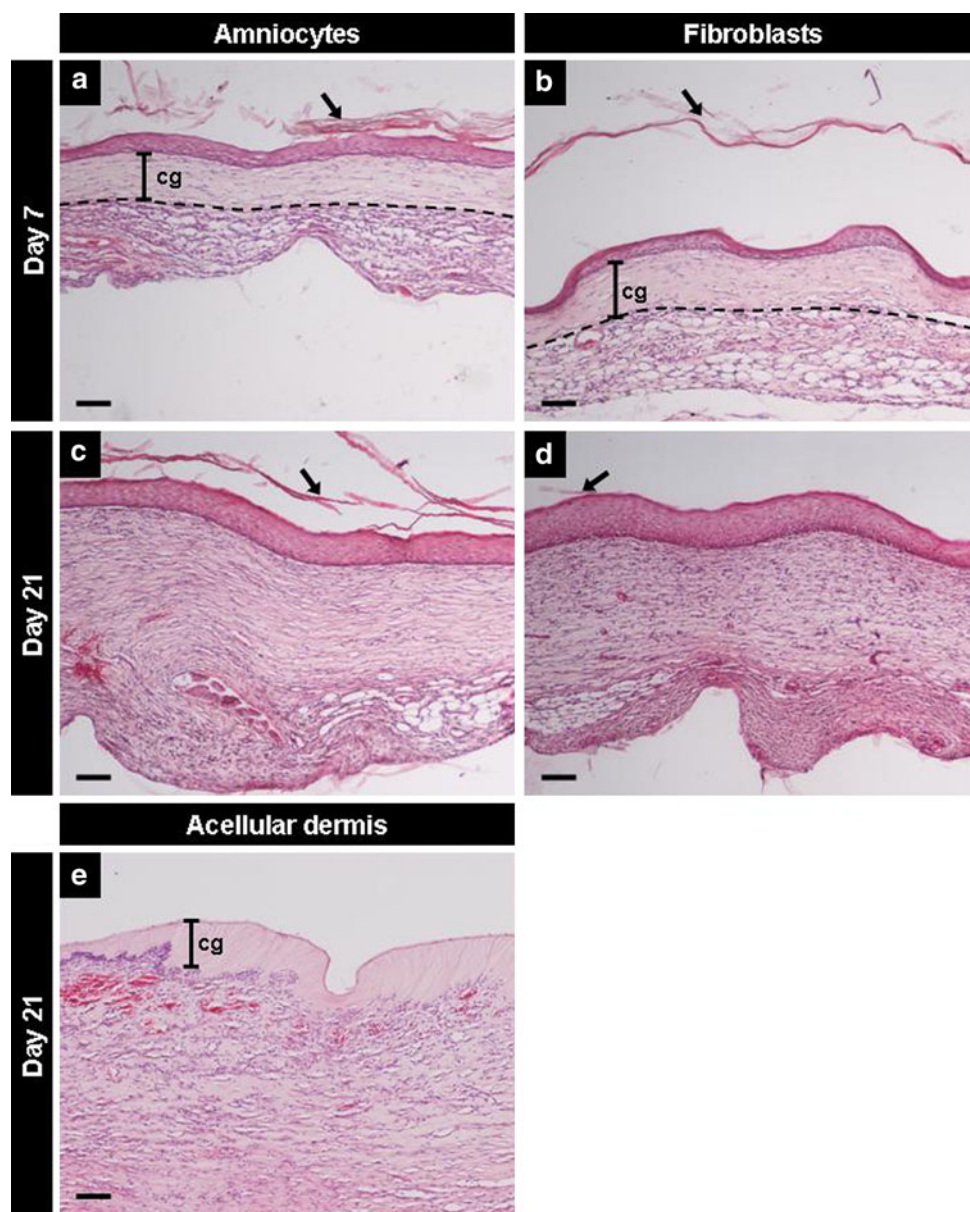 Amniocytes
Fibroblasts
Day 7
a
cg
b
cg
Day 21
c
d
Acellular dermis
Day 21
e
cg